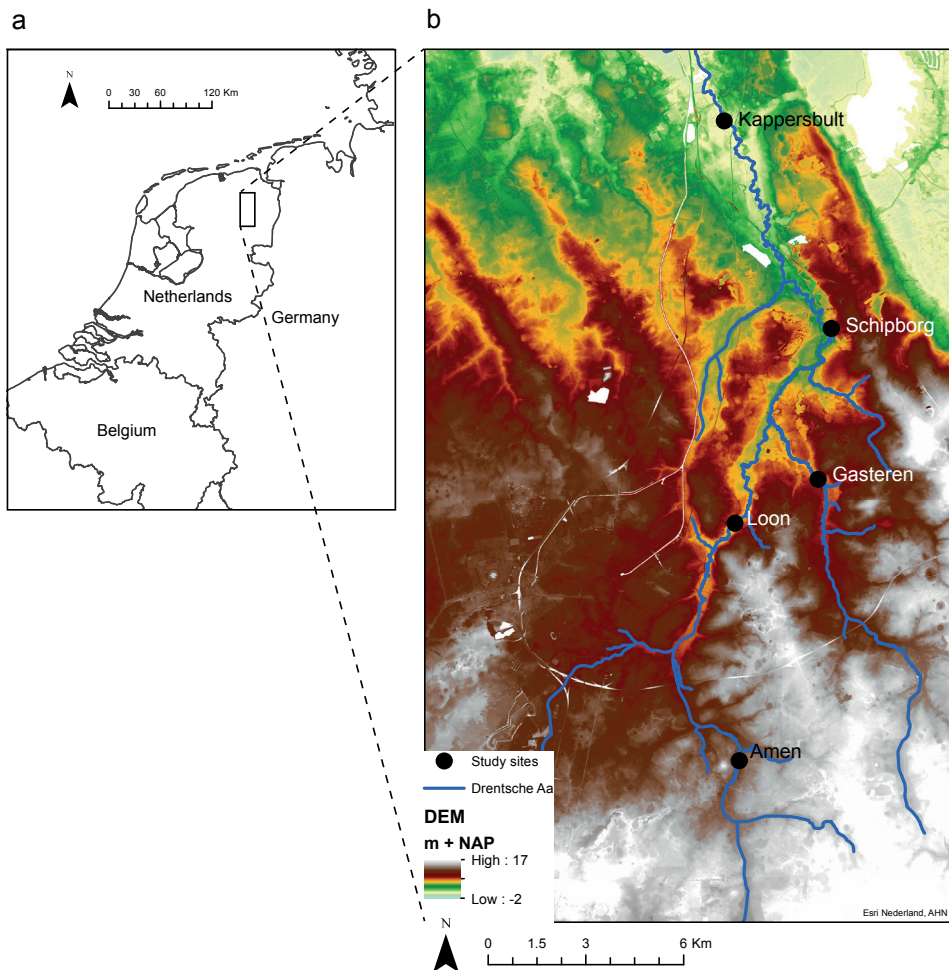 a
N
0 30 60 120 Km
Netherlands
Germany
Belgium
b
Kappersbult
Schipborg
Gasteren
Loon
Amen
Study sites
Drentsche Aa
DEM
m + NAP
High : 17
Low : -2
Esri Nederland, AHN
N
0 1.5 3 6 Km